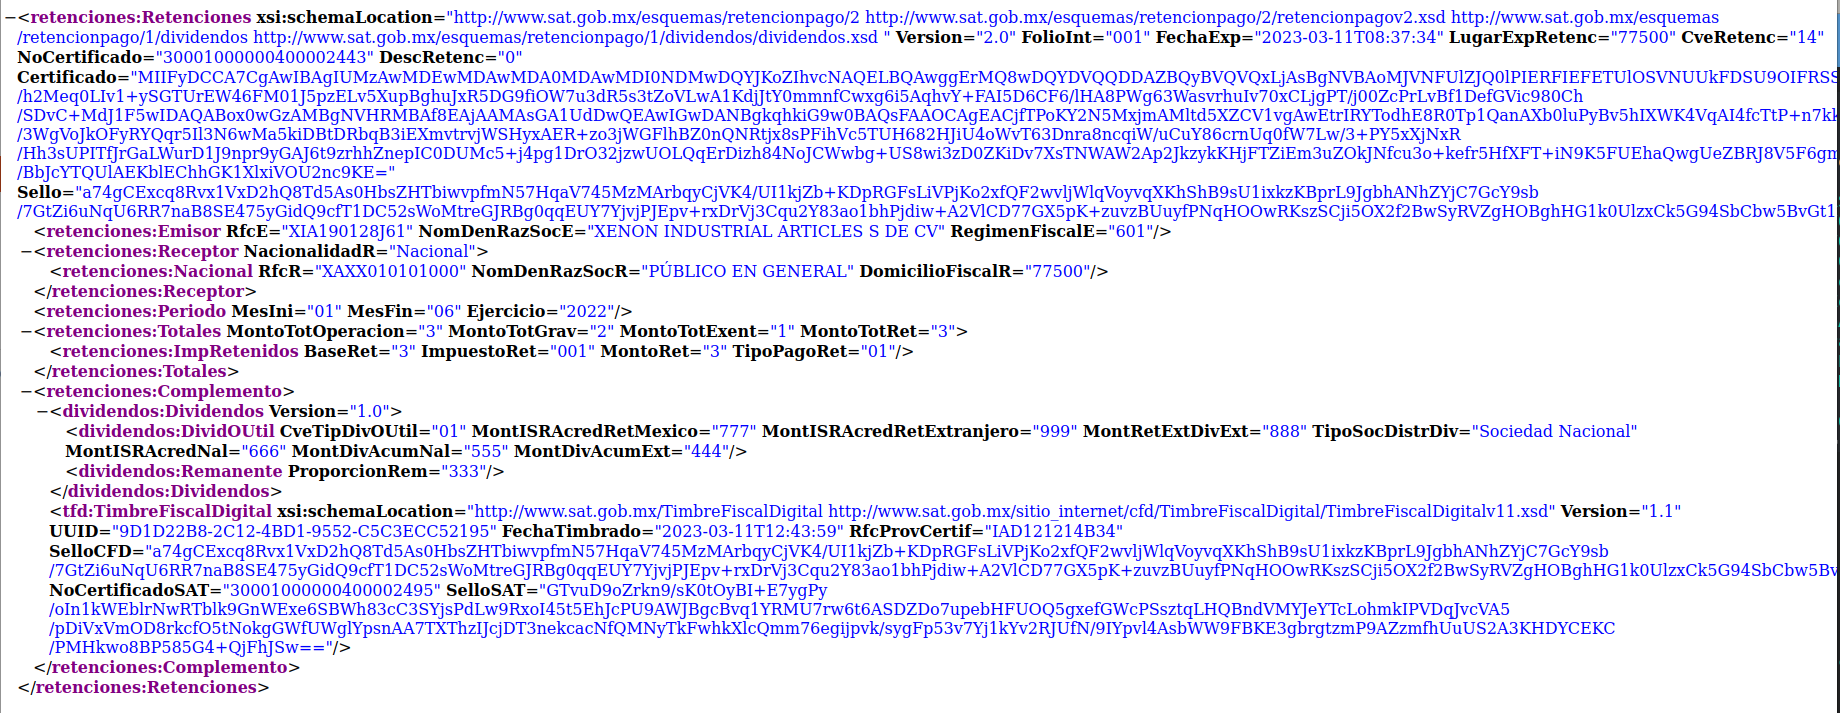 −<retenciones:Retenciones xsi:schemaLocation="http://www.sat.gob.mx/esquemas/retencionpago/2 http://www.sat.gob.mx/esquemas/retencionpago/2/retencionpagov2.xsd http://www.sat.gob.mx/esquemas
/retencionpago/1/dividendos http://www.sat.gob.mx/esquemas/retencionpago/1/dividendos/dividendos.xsd " Version="2.0" FolioInt="001" FechaExp="2023-03-11T08:37:34" LugarExpRetenc="77500" CveRetenc="14"
NoCertificado="30001000000400002443" DescRetenc="0"
Certificado="MIIFyDCCA7CgAwIBAgIUMzAwMDEwMDAwMDA0MDAwMDI0NDMwDQYJKoZIhvcNAQELBQAwggErMQ8wDQYDVQQDDAZBQyBVQVQxLjAsBgNVBAoMJVNFUlZJQ0lPIERFIEFETUlOSVNUUkFDSU9OIFRSS
/h2Meq0LIv1+ySGTUrEW46FM01J5pzELv5XupBghuJxR5DG9fiOW7u3dR5s3tZoVLwA1KdjJtY0mmnfCwxg6i5AqhvY+FAI5D6CF6/lHA8PWg63WasvrhuIv70xCLjgPT/j00ZcPrLvBf1DefGVic980Ch
/SDvC+MdJ1F5wIDAQABox0wGzAMBgNVHRMBAf8EAjAAMAsGA1UdDwQEAwIGwDANBgkqhkiG9w0BAQsFAAOCAgEACjfTPoKY2N5MxjmAMltd5XZCV1vgAwEtrIRYTodhE8R0Tp1QanAXb0luPyBv5hIXWK4VqAI4fcTtP+n7kk
/3WgVoJkOFyRYQqr5Il3N6wMa5kiDBtDRbqB3iEXmvtrvjWSHyxAER+zo3jWGFlhBZ0nQNRtjx8sPFihVc5TUH682HJiU4oWvT63Dnra8ncqiW/uCuY86crnUq0fW7Lw/3+PY5xXjNxR
/Hh3sUPITfJrGaLWurD1J9npr9yGAJ6t9zrhhZnepIC0DUMc5+j4pg1DrO32jzwUOLQqErDizh84NoJCWwbg+US8wi3zD0ZKiDv7XsTNWAW2Ap2JkzykKHjFTZiEm3uZOkJNfcu3o+kefr5HfXFT+iN9K5FUEhaQwgUeZBRJ8V5F6gm
/BbJcYTQUlAEKblEChhGK1XlxiVOU2nc9KE="
Sello="a74gCExcq8Rvx1VxD2hQ8Td5As0HbsZHTbiwvpfmN57HqaV745MzMArbqyCjVK4/UI1kjZb+KDpRGFsLiVPjKo2xfQF2wvljWlqVoyvqXKhShB9sU1ixkzKBprL9JgbhANhZYjC7GcY9sb
/7GtZi6uNqU6RR7naB8SE475yGidQ9cfT1DC52sWoMtreGJRBg0qqEUY7YjvjPJEpv+rxDrVj3Cqu2Y83ao1bhPjdiw+A2VlCD77GX5pK+zuvzBUuyfPNqHOOwRKszSCji5OX2f2BwSyRVZgHOBghHG1k0UlzxCk5G94SbCbw5BvGt1
<retenciones:Emisor RfcE="XIA190128J61" NomDenRazSocE="XENON INDUSTRIAL ARTICLES S DE CV" RegimenFiscalE="601"/>
−<retenciones:Receptor NacionalidadR="Nacional">
<retenciones:Nacional RfcR="XAXX010101000" NomDenRazSocR="PÚBLICO EN GENERAL" DomicilioFiscalR="77500"/>
</retenciones:Receptor>
<retenciones:Periodo MesIni="01" MesFin="06" Ejercicio="2022"/>
−<retenciones:Totales MontoTotOperacion="3" MontoTotGrav="2" MontoTotExent="1" MontoTotRet="3">
<retenciones:ImpRetenidos BaseRet="3" ImpuestoRet="001" MontoRet="3" TipoPagoRet="01"/>
</retenciones:Totales>
−<retenciones:Complemento>
−<dividendos:Dividendos Version="1.0">
<dividendos:DividOUtil CveTipDivOUtil="01" MontISRAcredRetMexico="777" MontISRAcredRetExtranjero="999" MontRetExtDivExt="888" TipoSocDistrDiv="Sociedad Nacional"
MontISRAcredNal="666" MontDivAcumNal="555" MontDivAcumExt="444"/>
<dividendos:Remanente ProporcionRem="333"/>
</dividendos:Dividendos>
<tfd:TimbreFiscalDigital xsi:schemaLocation="http://www.sat.gob.mx/TimbreFiscalDigital http://www.sat.gob.mx/sitio_internet/cfd/TimbreFiscalDigital/TimbreFiscalDigitalv11.xsd" Version="1.1"
UUID="9D1D22B8-2C12-4BD1-9552-C5C3ECC52195" FechaTimbrado="2023-03-11T12:43:59" RfcProvCertif="IAD121214B34"
SelloCFD="a74gCExcq8Rvx1VxD2hQ8Td5As0HbsZHTbiwvpfmN57HqaV745MzMArbqyCjVK4/UI1kjZb+KDpRGFsLiVPjKo2xfQF2wvljWlqVoyvqXKhShB9sU1ixkzKBprL9JgbhANhZYjC7GcY9sb
/7GtZi6uNqU6RR7naB8SE475yGidQ9cfT1DC52sWoMtreGJRBg0qqEUY7YjvjPJEpv+rxDrVj3Cqu2Y83ao1bhPjdiw+A2VlCD77GX5pK+zuvzBUuyfPNqHOOwRKszSCji5OX2f2BwSyRVZgHOBghHG1k0UlzxCk5G94SbCbw5Bv
NoCertificadoSAT="30001000000400002495" SelloSAT="GTvuD9oZrkn9/sK0tOyBI+E7ygPy
/oIn1kWEblrNwRTblk9GnWExe6SBWh83cC3SYjsPdLw9RxoI45t5EhJcPU9AWJBgcBvq1YRMU7rw6t6ASDZDo7upebHFUOQ5gxefGWcPSsztqLHQBndVMYJeYTcLohmkIPVDqJvcVA5
/pDiVxVmOD8rkcfO5tNokgGWfUWglYpsnAA7TXThzIJcjDT3nekcacNfQMNyTkFwhkXlcQmm76egijpvk/sygFp53v7Yj1kYv2RJUfN/9IYpvl4AsbWW9FBKE3gbrgtzmP9AZzmfhUuUS2A3KHDYCEKC
/PMHkwo8BP585G4+QjFhJSw=="/>
</retenciones:Complemento>
</retenciones:Retenciones>